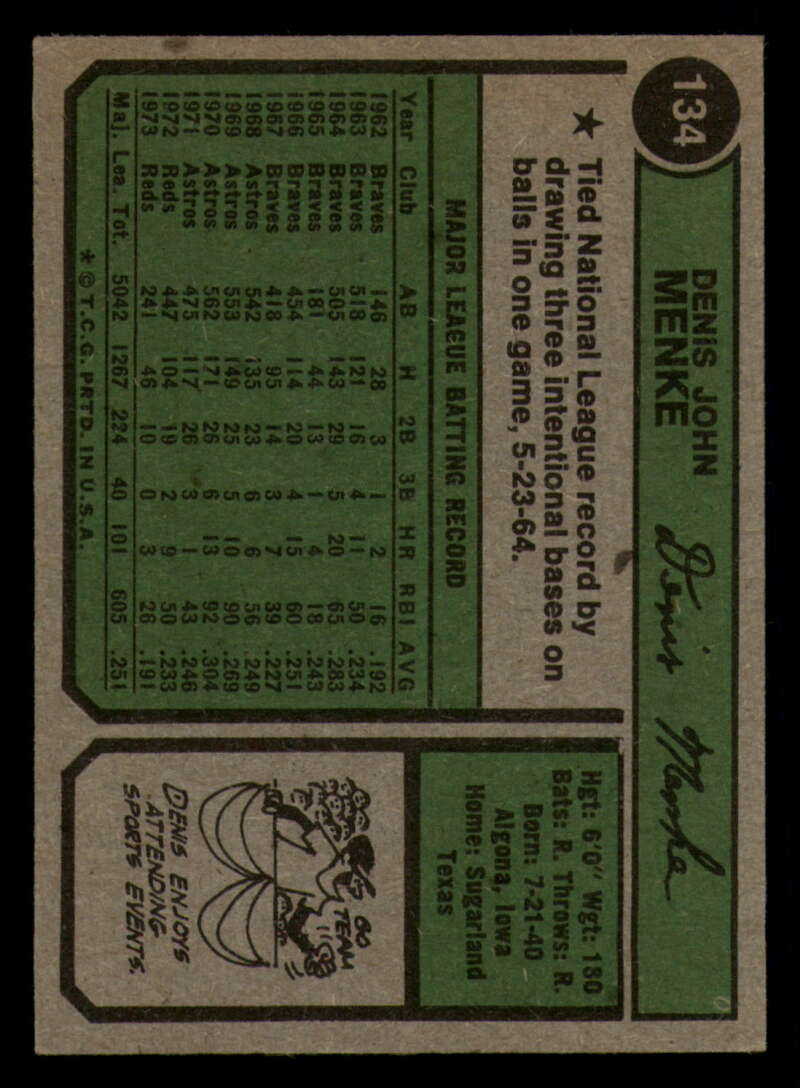 134
DENIS JOHN
MENKE
Denis Menke
★ Tied National League record by
drawing three intentional bases on
balls in one game, 5-23-64.
MAJOR LEAGUE BATTING RECORD
Year Club AB H 2B 3B HR RBI AVG
1962 Braves 146 28 3 1 2 16 .192
1963 Braves 518 121 16 4 11 50 .234
1964 Braves 505 143 29 5 20 65 .283
1965 Braves 181 44 13 1 4 18 .243
1966 Braves 454 114 20 4 15 60 .251
1967 Braves 418 95 14 3 7 39 .227
1968 Astros 542 135 23 6 6 56 .249
1969 Astros 553 149 25 5 10 90 .269
1970 Astros 562 171 26 6 13 92 .304
1971 Astros 475 117 26 3 1 43 .246
1972 Reds 447 104 19 2 9 50 .233
1973 Reds 241 46 10 0 3 26 .191
Maj. Lea. Tot. 5042 1267 224 40 101 605 .251
* © T.C.G. PRTD. IN U.S.A.
Hgt: 6'0" Wgt: 180
Bats: R. Throws: R.
Born: 7-21-40
Algona, Iowa
Home: Sugarland
Texas
GO
TEAM
DENIS ENJOYS
ATTENDING
SPORTS EVENTS.